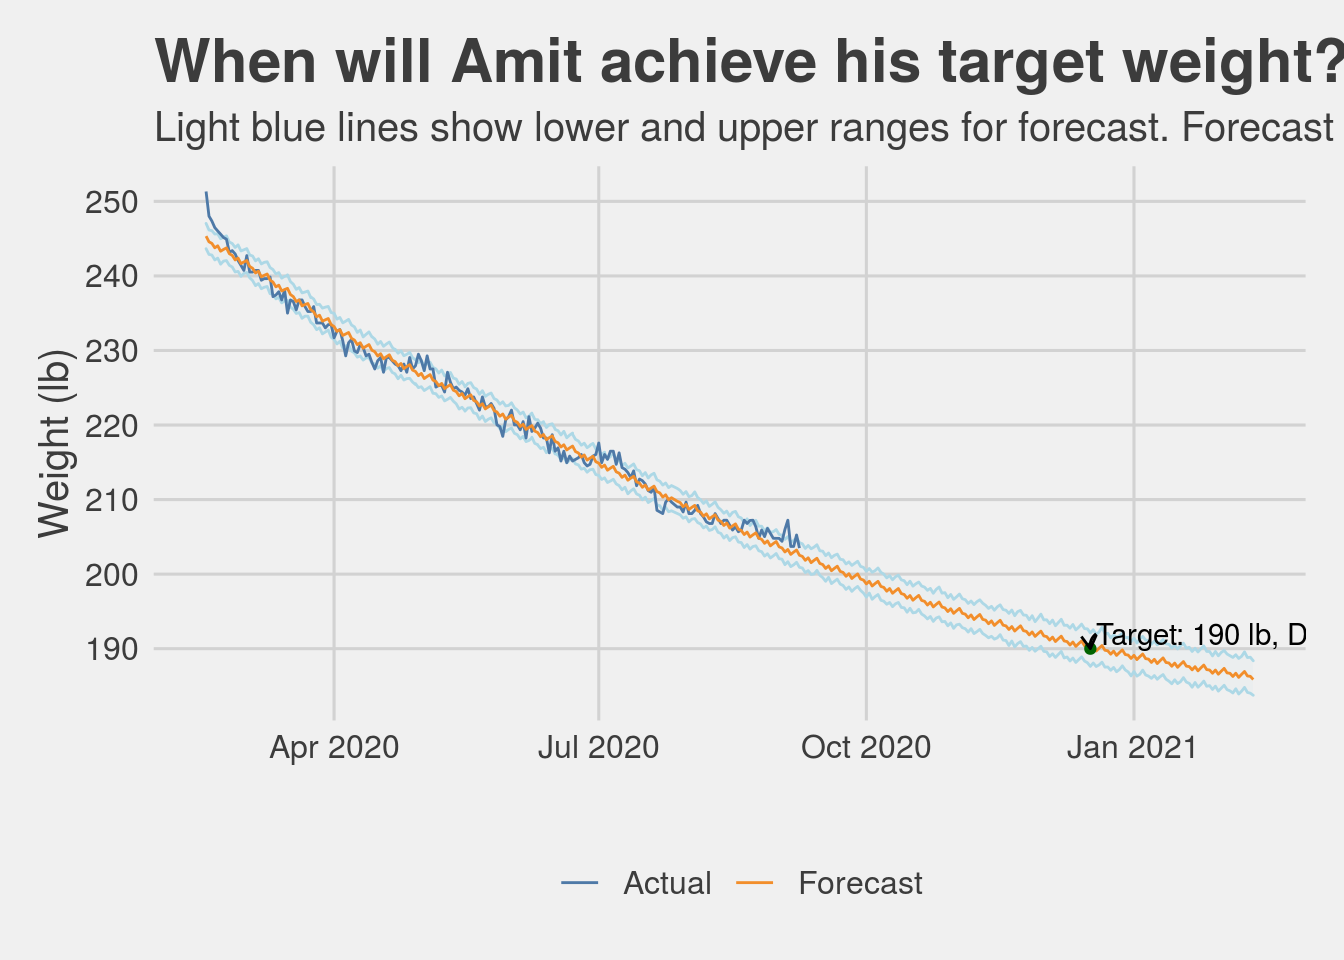 When will Amit achieve his target weight?
Light blue lines show lower and upper ranges for forecast. Forecast
250
240
230
220
210
200
190
Weight (lb)
Target: 190 lb, D
Apr 2020 Jul 2020 Oct 2020 Jan 2021
Actual Forecast